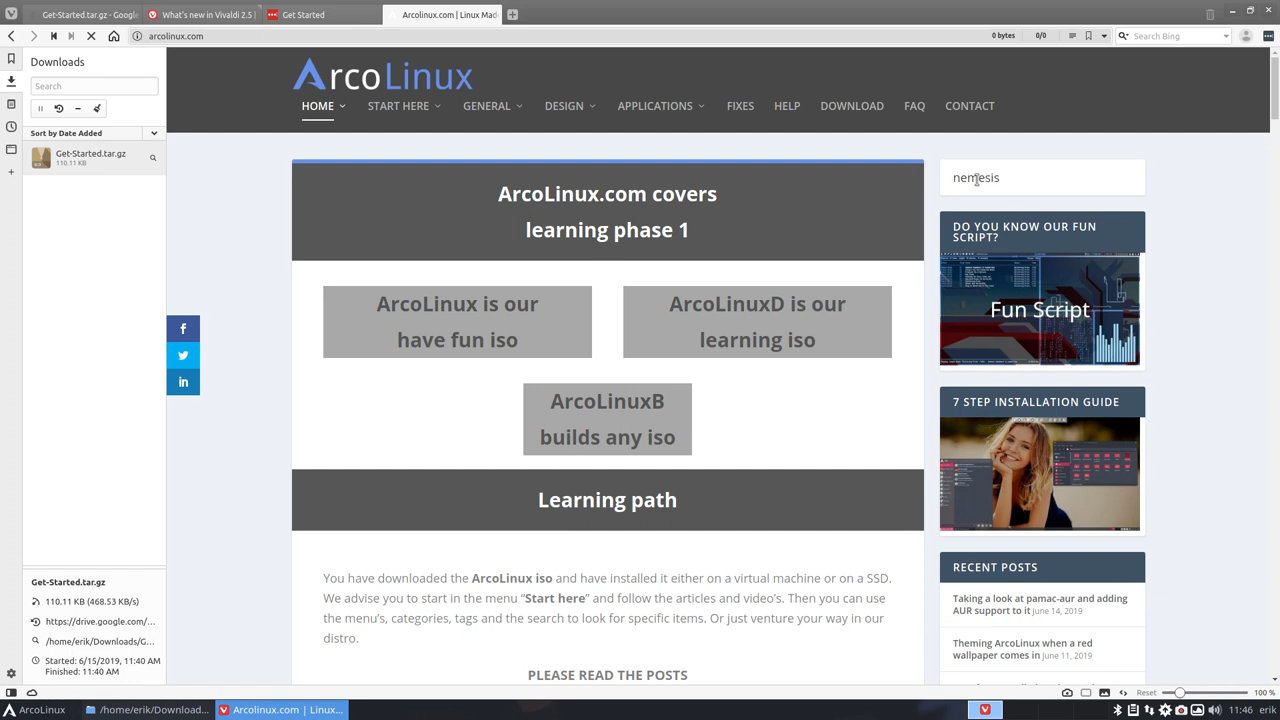 Get-Started.tar.gz - Google
What's new in Vivaldi 2.5 |
Get Started
Arcolinux.com | Linux Mad
arcolinux.com
0 bytes
0/0
Search Bing
Downloads
Search
Sort by Date Added
Get-Started.tar.gz
110.11 KB
ArcoLinux
HOME
START HERE
GENERAL
DESIGN
APPLICATIONS
FIXES
HELP
DOWNLOAD
FAQ
CONTACT
ArcoLinux.com covers
learning phase 1
ArcoLinux is our
have fun iso
ArcoLinuxD is our
learning iso
ArcoLinuxB
builds any iso
Learning path
You have downloaded the ArcoLinux iso and have installed it either on a virtual machine or on a SSD.
We advise you to start in the menu “Start here” and follow the articles and video’s. Then you can use
the menu’s, categories, tags and the search to look for specific items. Or just venture your way in our
distro.
PLEASE READ THE POSTS
nemesis
DO YOU KNOW OUR FUN
SCRIPT?
Fun Script
7 STEP INSTALLATION GUIDE
RECENT POSTS
Taking a look at pamac-aur and adding
AUR support to it June 14, 2019
Theming ArcoLinux when a red
wallpaper comes in June 11, 2019
Get-Started.tar.gz
110.11 KB (468.53 KB/s)
https://drive.google.com/...
/home/erik/Downloads/G...
Started: 6/15/2019, 11:40 AM
Finished: 11:40 AM
Reset
100 %
ArcoLinux
/home/erik/Download...
Arcolinux.com | Linux...
11:46
erik